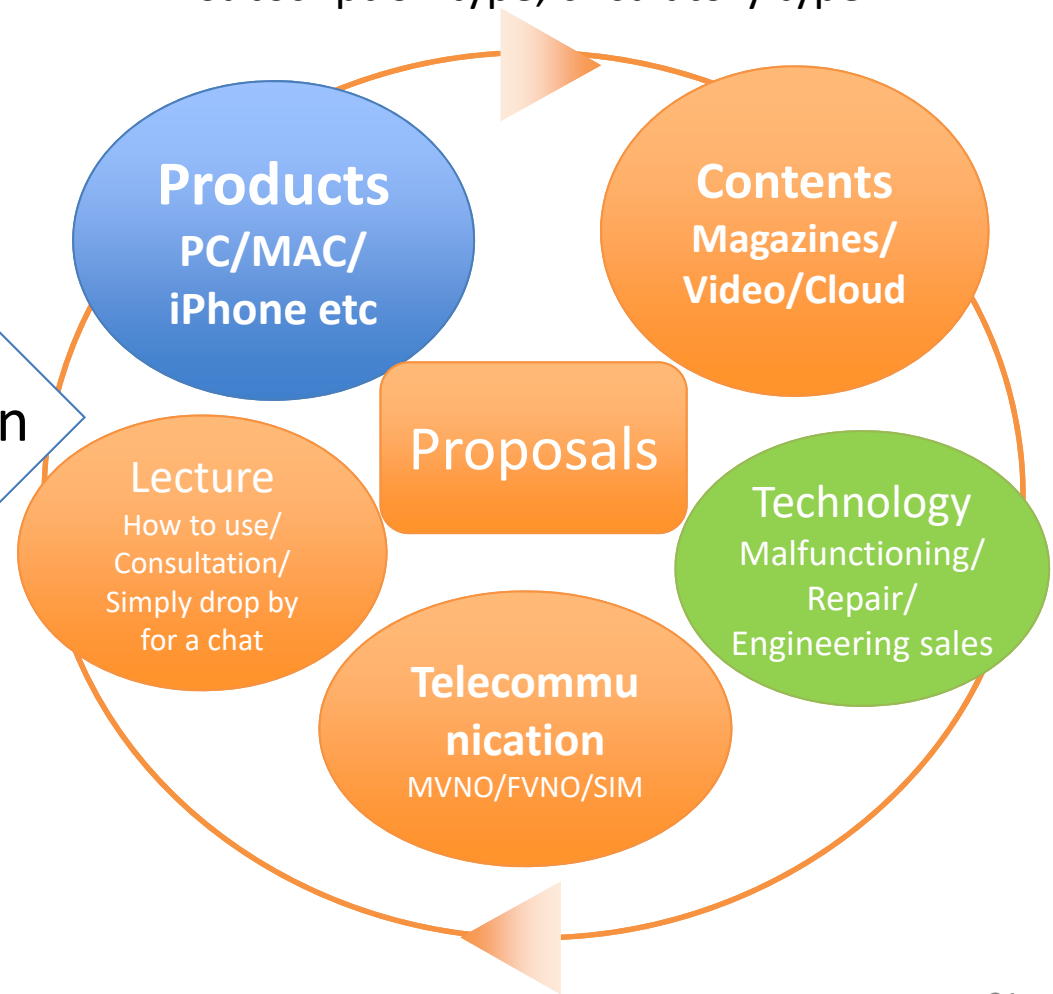 Products
PC/MAC/
iPhone etc
Contents
Magazines/
Video/Cloud
Proposals
Lecture
How to use/
Consultation/
Simply drop by
for a chat
Technology
Malfunctioning/
Repair/
Engineering sales
Telecommu
nication
MVNO/FVNO/SIM